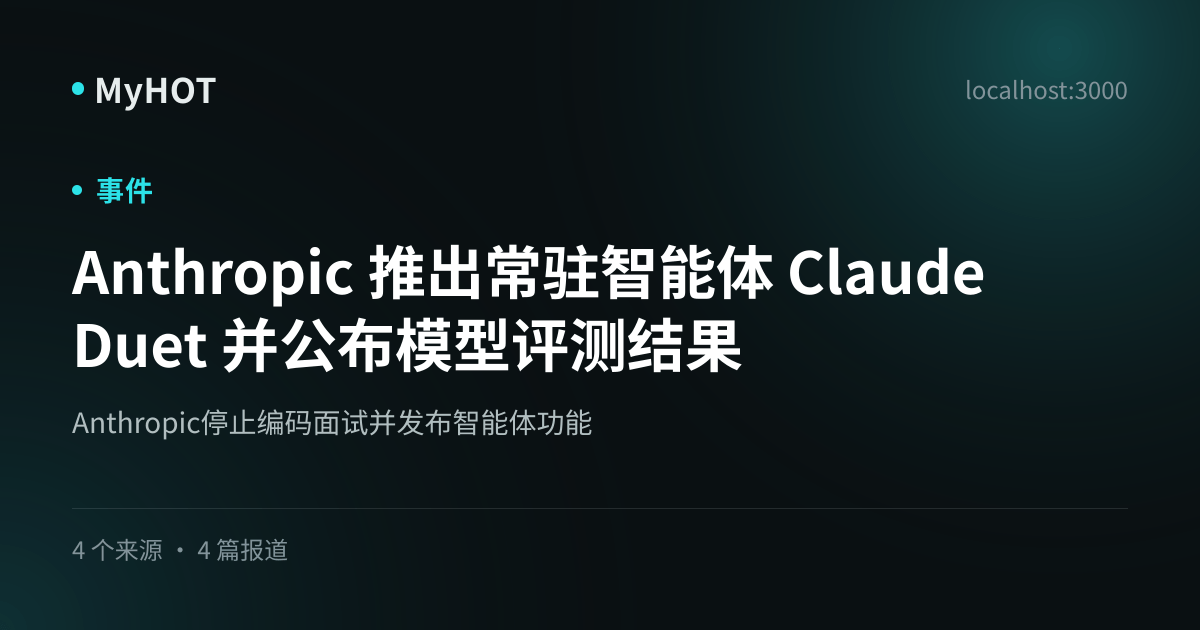 MyHOT
localhost:3000
事件
Anthropic 推出常驻智能体 Claude
Duet 并公布模型评测结果
Anthropic停止编码面试并发布智能体功能
4 个来源 · 4 篇报道